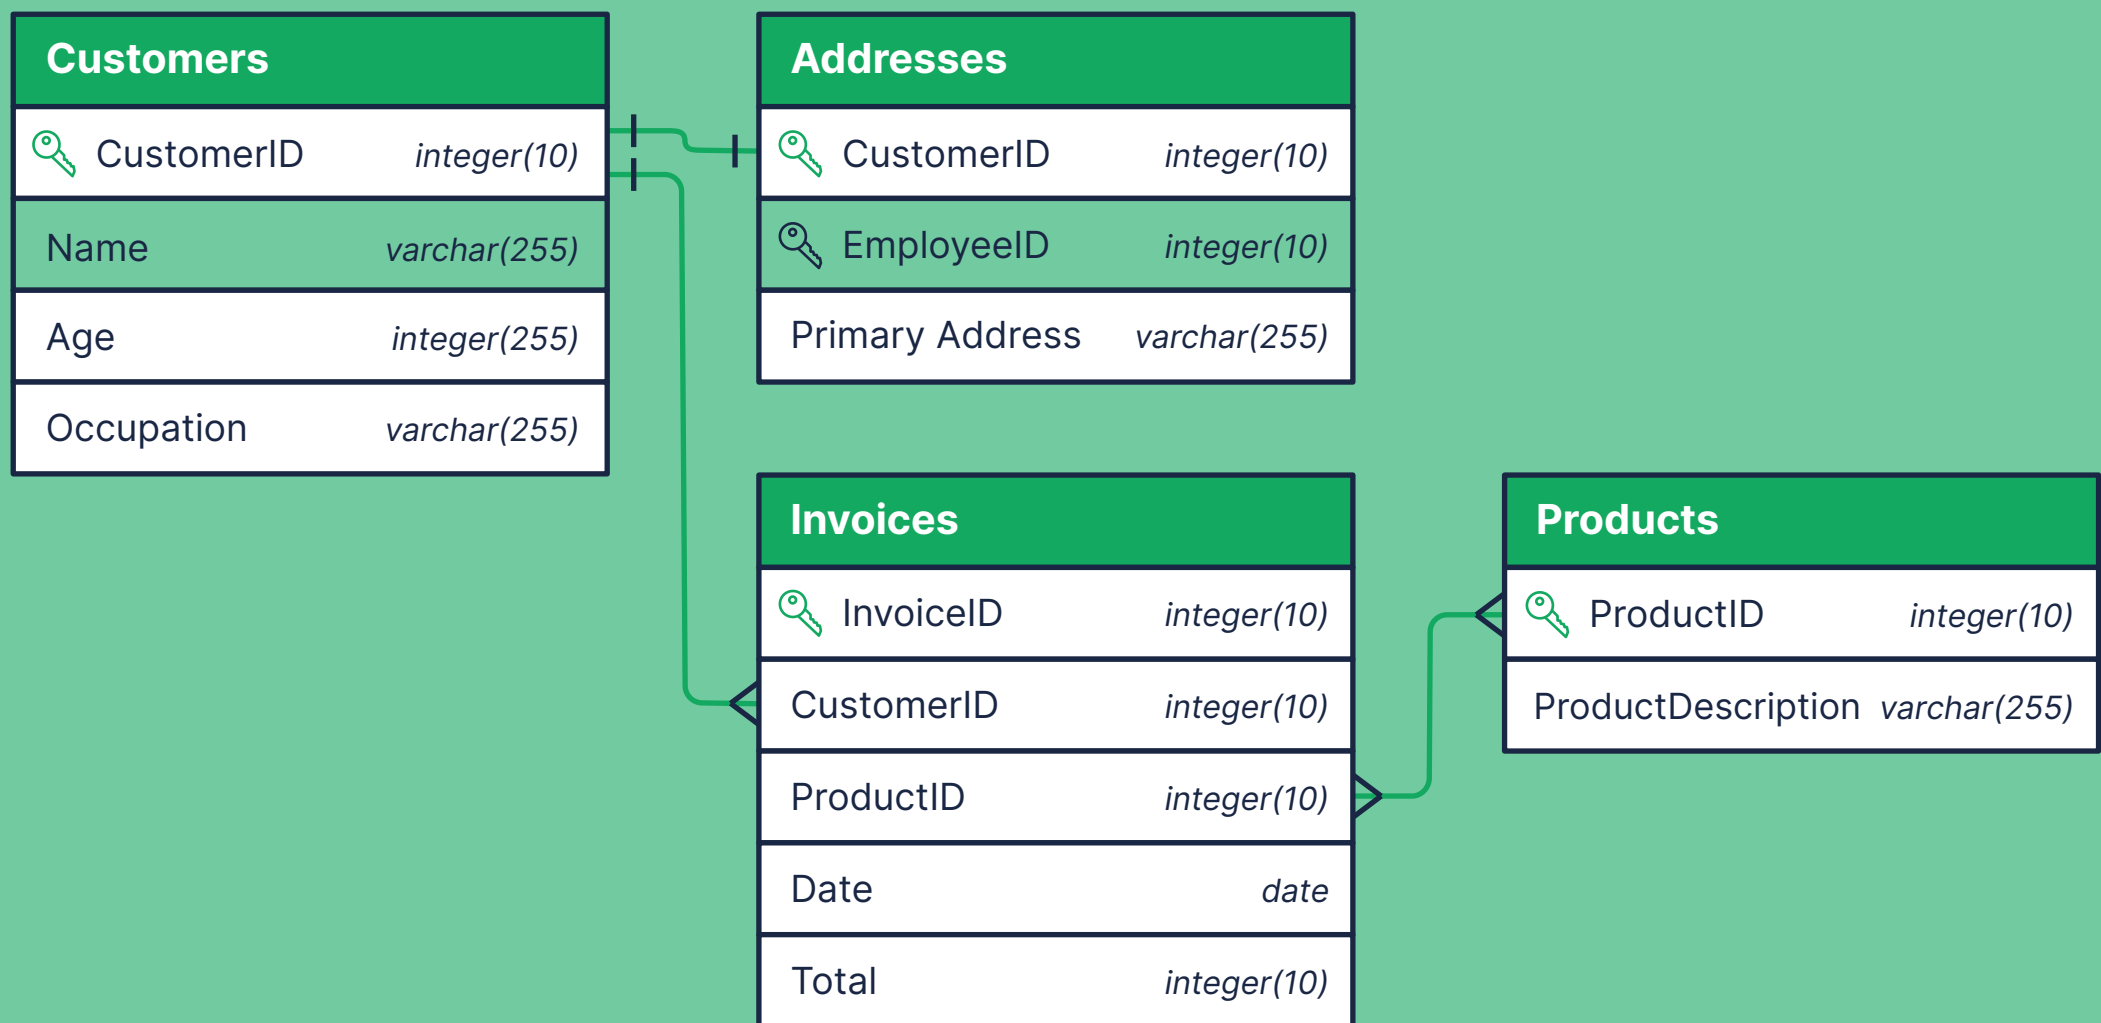 Customers
CustomerID integer(10)
Name varchar(255)
Age integer(255)
Occupation varchar(255)
Addresses
CustomerID integer(10)
EmployeeID integer(10)
Primary Address varchar(255)
Invoices
InvoiceID integer(10)
CustomerID integer(10)
ProductID integer(10)
Date date
Total integer(10)
Products
ProductID integer(10)
ProductDescription varchar(255)